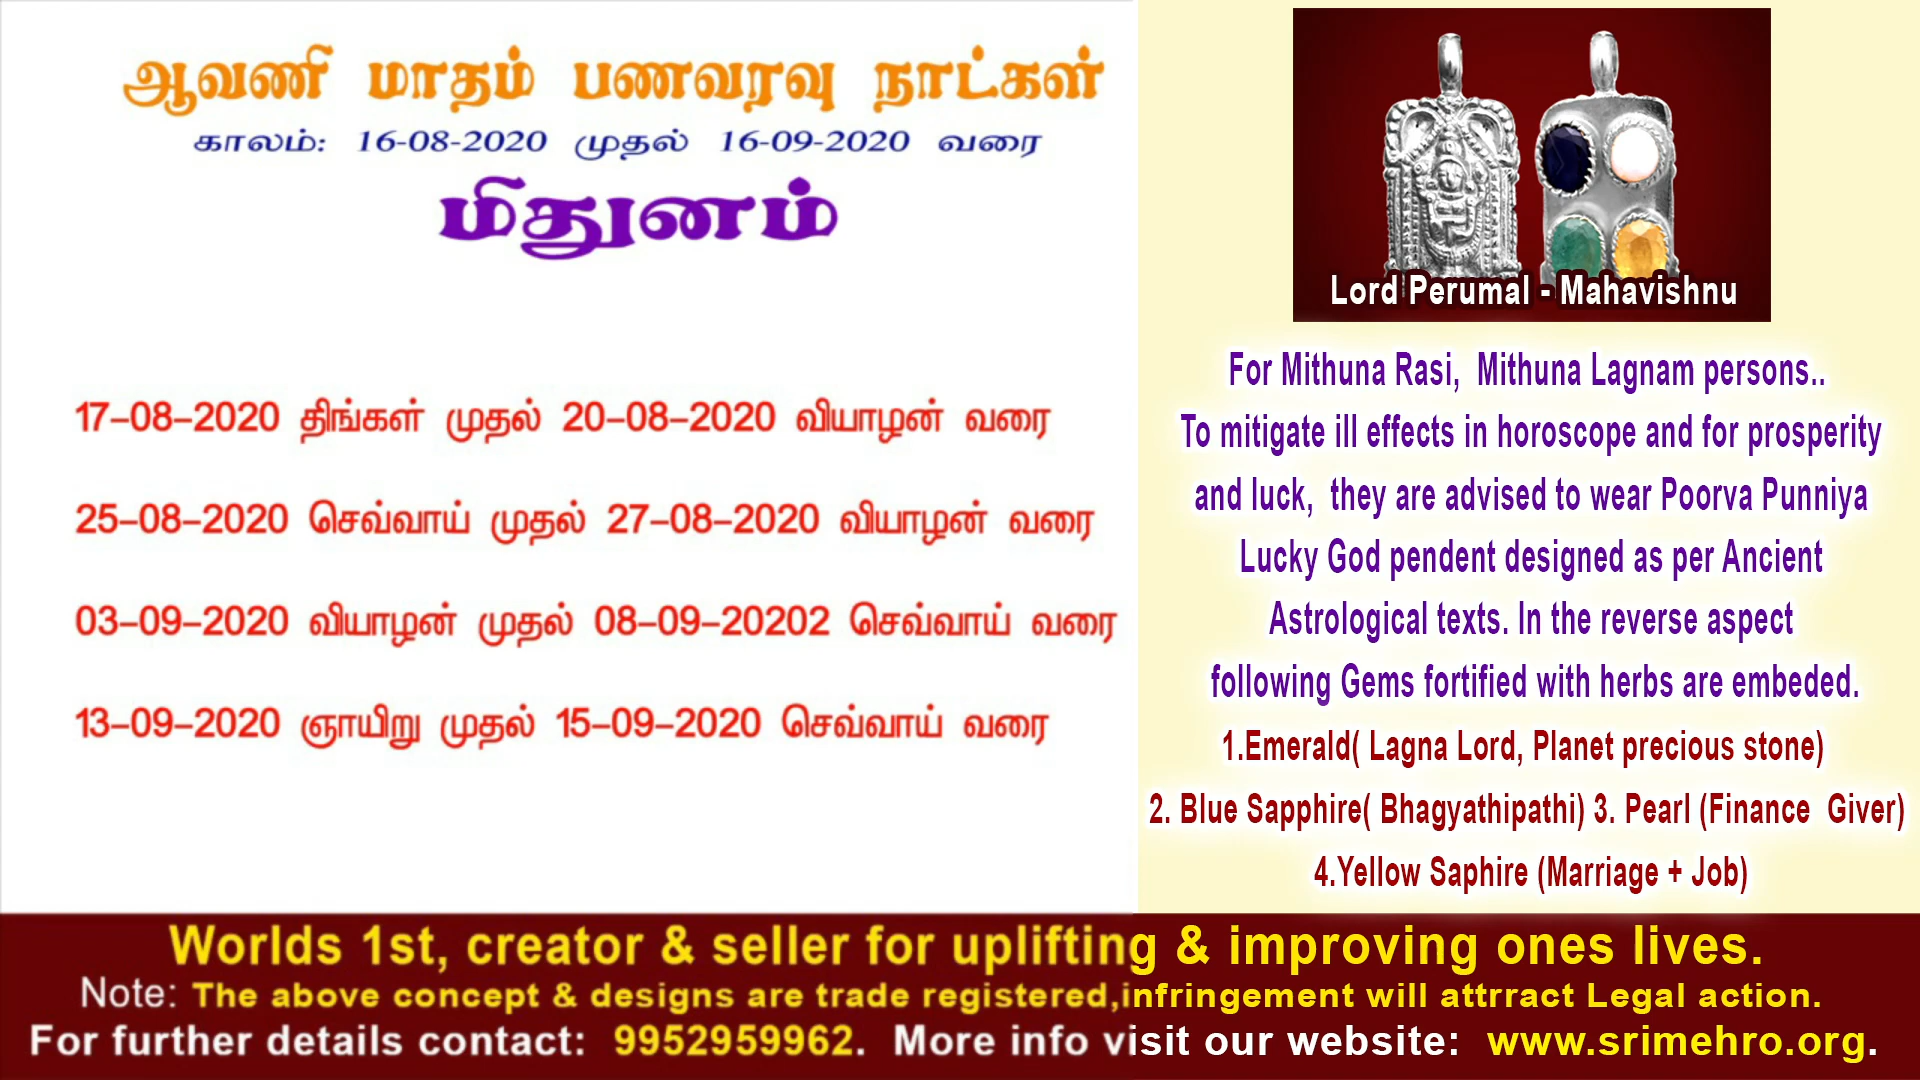 ஆவணி மாதம் பணவரவு நாட்கள்
காலம்: 16-08-2020 முதல் 16-09-2020 வரை
மிதுனம்
17-08-2020 திங்கள் முதல் 20-08-2020 வியாழன் வரை
25-08-2020 செவ்வாய் முதல் 27-08-2020 வியாழன் வரை
03-09-2020 வியாழன் முதல் 08-09-20202 செவ்வாய் வரை
13-09-2020 ஞாயிறு முதல் 15-09-2020 செவ்வாய் வரை
Lord Perumal - Mahavishnu
For Mithuna Rasi, Mithuna Lagnam persons..
To mitigate ill effects in horoscope and for prosperity
and luck, they are advised to wear Poorva Punniya
Lucky God pendent designed as per Ancient
Astrological texts. In the reverse aspect
following Gems fortified with herbs are embeded.
1.Emerald( Lagna Lord, Planet precious stone)
2. Blue Sapphire( Bhagyathipathi) 3. Pearl (Finance Giver)
4.Yellow Saphire (Marriage + Job)
Worlds 1st, creator & seller for uplifting & improving ones lives.
Note: The above concept & designs are trade registered,infringement will attrract Legal action.
For further details contact: 9952959962. More info visit our website: www.srimehro.org.